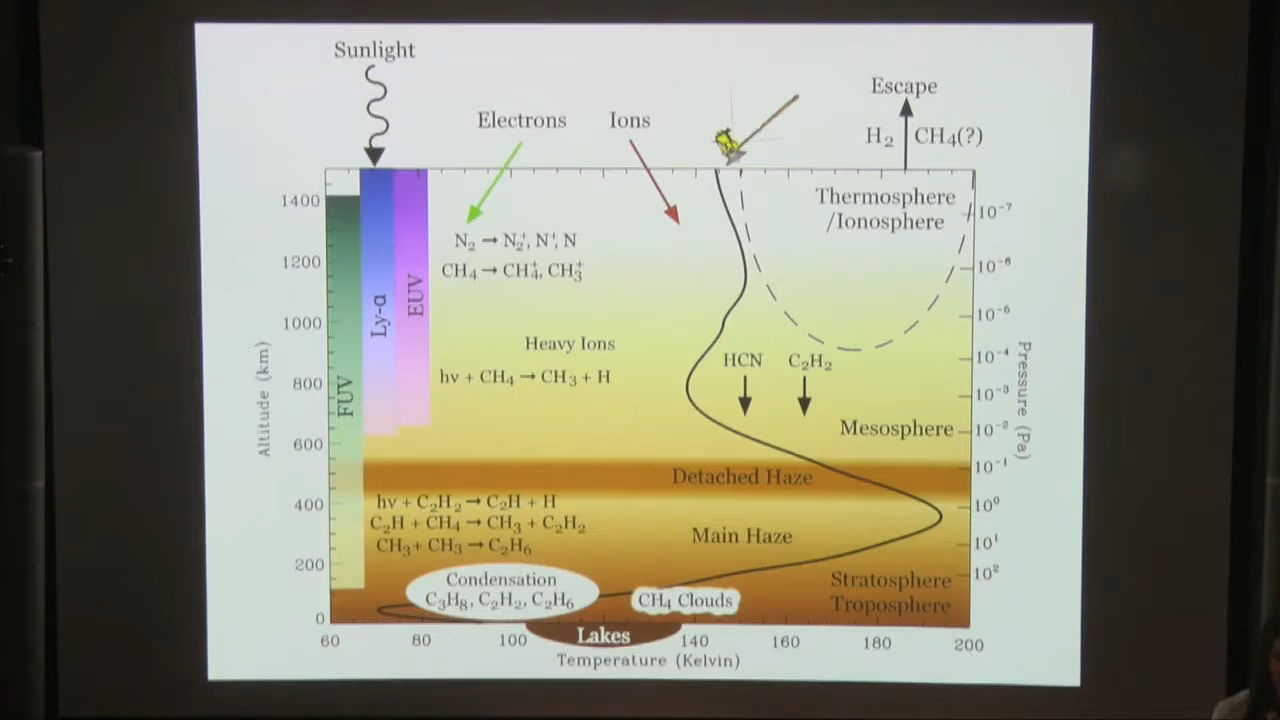 Sunlight
Escape
Electrons
Ions
H₂
CH₄(?)
Thermosphere
/Ionosphere
N₂ → N₂⁺, N⁺, N
CH₄ → CH₄⁺, CH₃⁺
FUV
Ly-α
EUV
Heavy Ions
hν + CH₄ → CH₃ + H
HCN
C₂H₂
Mesosphere
Detached Haze
hν + C₂H₂ → C₂H + H
C₂H + CH₄ → CH₃ + C₂H₂
CH₃ + CH₃ → C₂H₆
Main Haze
Condensation
C₃H₈, C₂H₂, C₂H₆
CH₄ Clouds
Stratosphere
Troposphere
Lakes
Altitude (km)
1400
1200
1000
800
600
400
200
0
Pressure (Pa)
10⁻⁷
10⁻⁶
10⁻⁶
10⁻⁴
10⁻³
10⁻²
10⁻¹
10⁰
10¹
10²
60 80 100 140 160 180 200
Temperature (Kelvin)